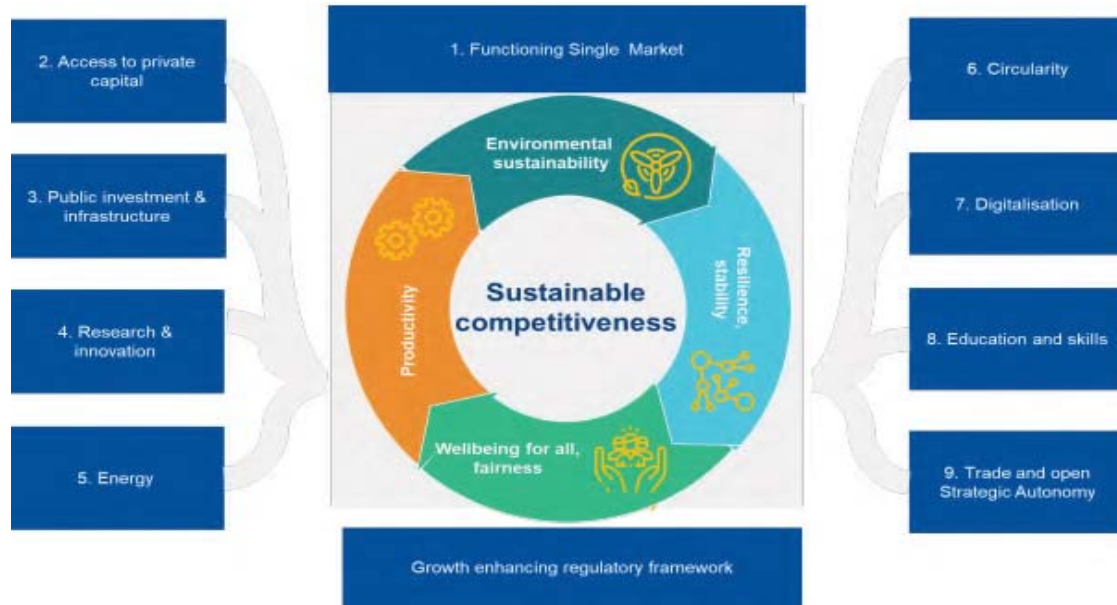 1. Functioning Single Market
2. Access to private
capital
3. Public investment &
infrastructure
4. Research &
innovation
5. Energy
Environmental
sustainability
Resilience,
stability
Wellbeing for all,
fairness
Productivity
Sustainable
competitiveness
6. Circularity
7. Digitalisation
8. Education and skills
9. Trade and open
Strategic Autonomy
Growth enhancing regulatory framework